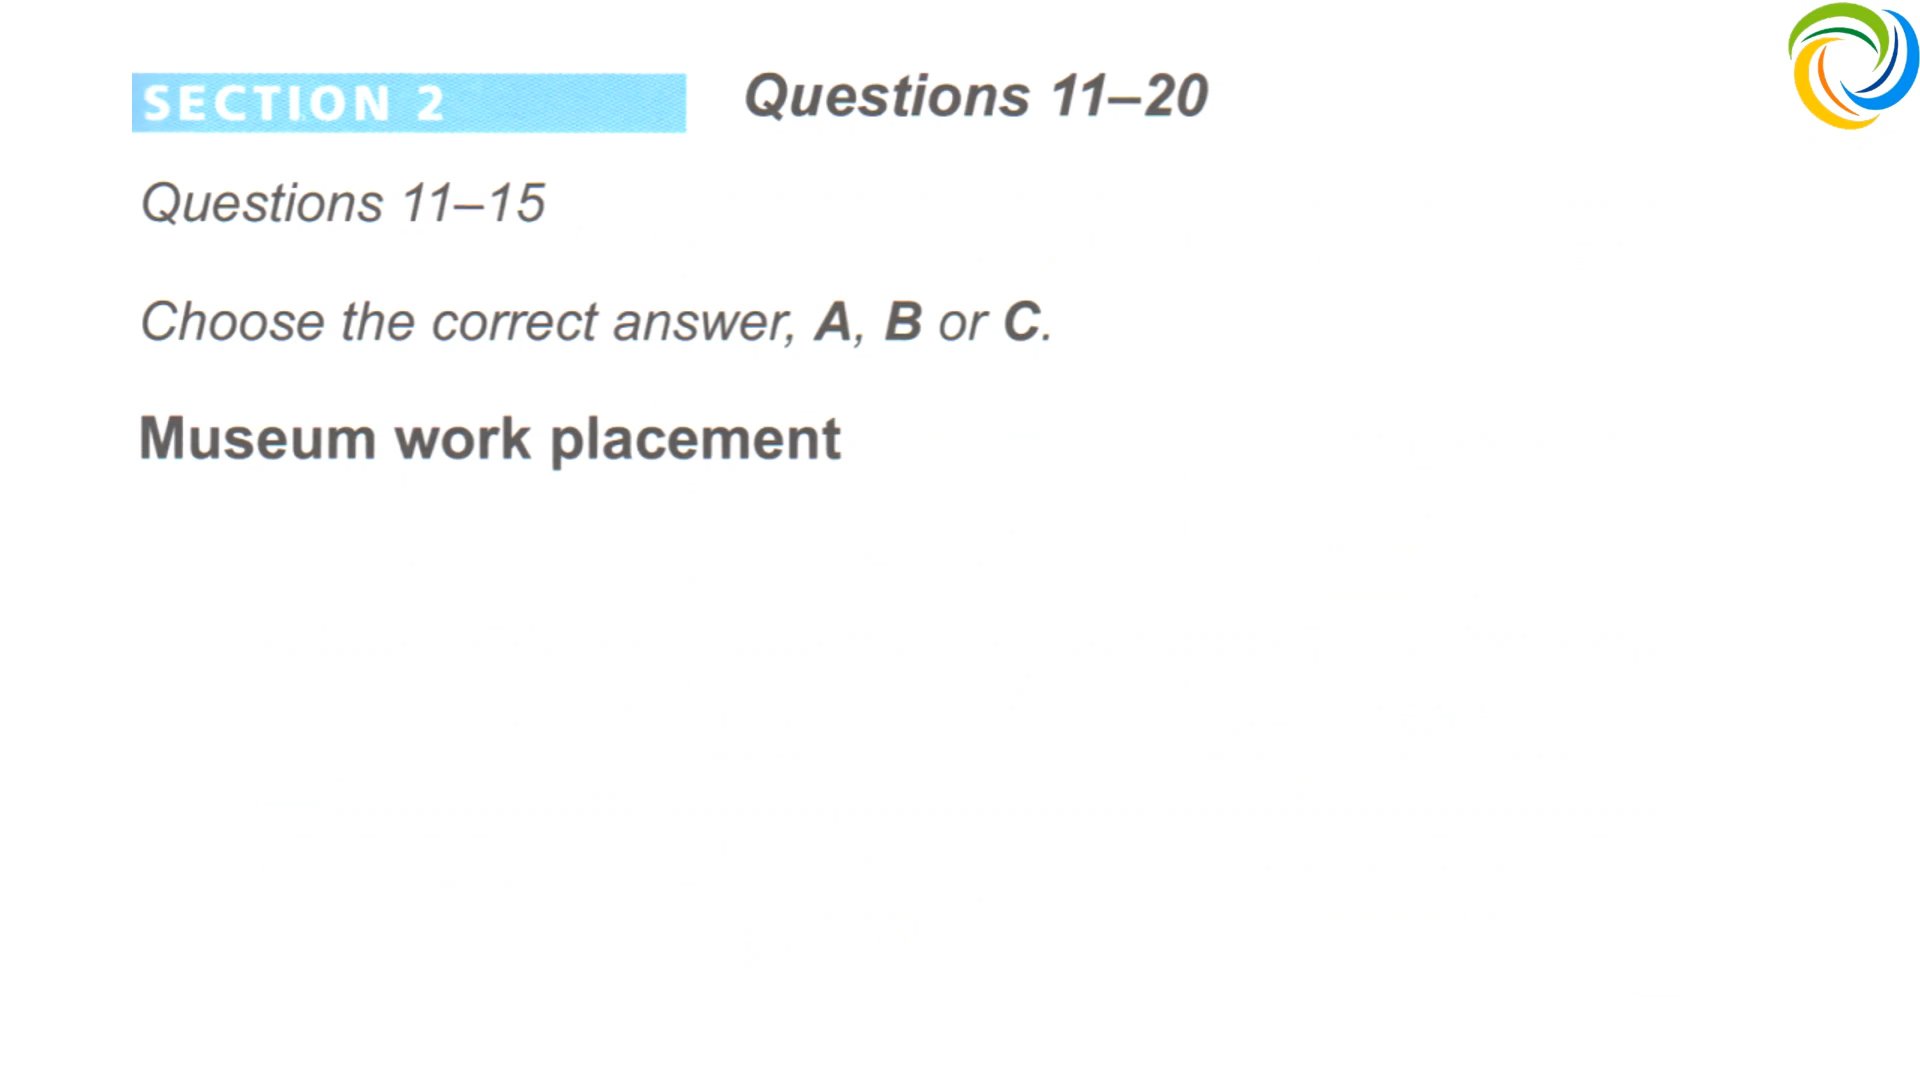 SECTION 2 Questions 11–20
Questions 11–15
Choose the correct answer, A, B or C.
Museum work placement